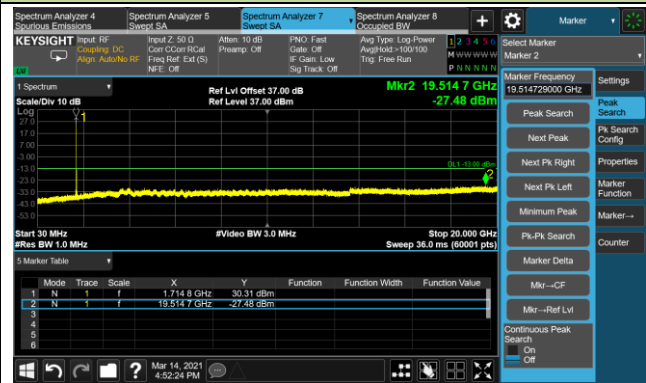 Spectrum Analyzer 4
Spurious Emissions
Spectrum Analyzer 5
Swept SA
Spectrum Analyzer 7
Swept SA
Spectrum Analyzer 8
Occupied BW
Marker
KEYSIGHT
Input: RF
Coupling: DC
Align: Auto/No RF
Input Z: 50 Ω
Corr CCorr RCal
Freq Ref: Ext (S)
NFE: Off
Atten: 10 dB
Preamp: Off
PNO: Fast
Gate: Off
IF Gain: Low
Sig Track: Off
Avg Type: Log-Power
Avg|Hold:>100/100
Trig: Free Run
1 2 3 4 5 6
M W W W W W
P N N N N N
LXI
Select Marker
Marker 2
1 Spectrum
Scale/Div 10 dB
Log
Ref Lvl Offset 37.00 dB
Ref Level 37.00 dBm
Mkr2 19.514 7 GHz
-27.48 dBm
27.0
17.0
7.00
-3.00
-13.0
-23.0
-33.0
-43.0
-53.0
1
DL1 -13.00 dBm
2
Start 30 MHz
#Res BW 1.0 MHz
#Video BW 3.0 MHz
Stop 20.000 GHz
Sweep 36.0 ms (60001 pts)
5 Marker Table
Mode Trace Scale X Y Function Function Width Function Value
1 N 1 f 1.714 8 GHz 30.31 dBm
2 N 1 f 19.514 7 GHz -27.48 dBm
3
4
5
6
Marker Frequency
19.514729000 GHz
Peak Search
Next Peak
Next Pk Right
Next Pk Left
Minimum Peak
Pk-Pk Search
Marker Delta
Mkr→CF
Mkr→Ref Lvl
Continuous Peak
Search
On
Off
Settings
Peak
Search
Pk Search
Config
Properties
Marker
Function
Marker→
Counter
Mar 14, 2021
4:52:24 PM